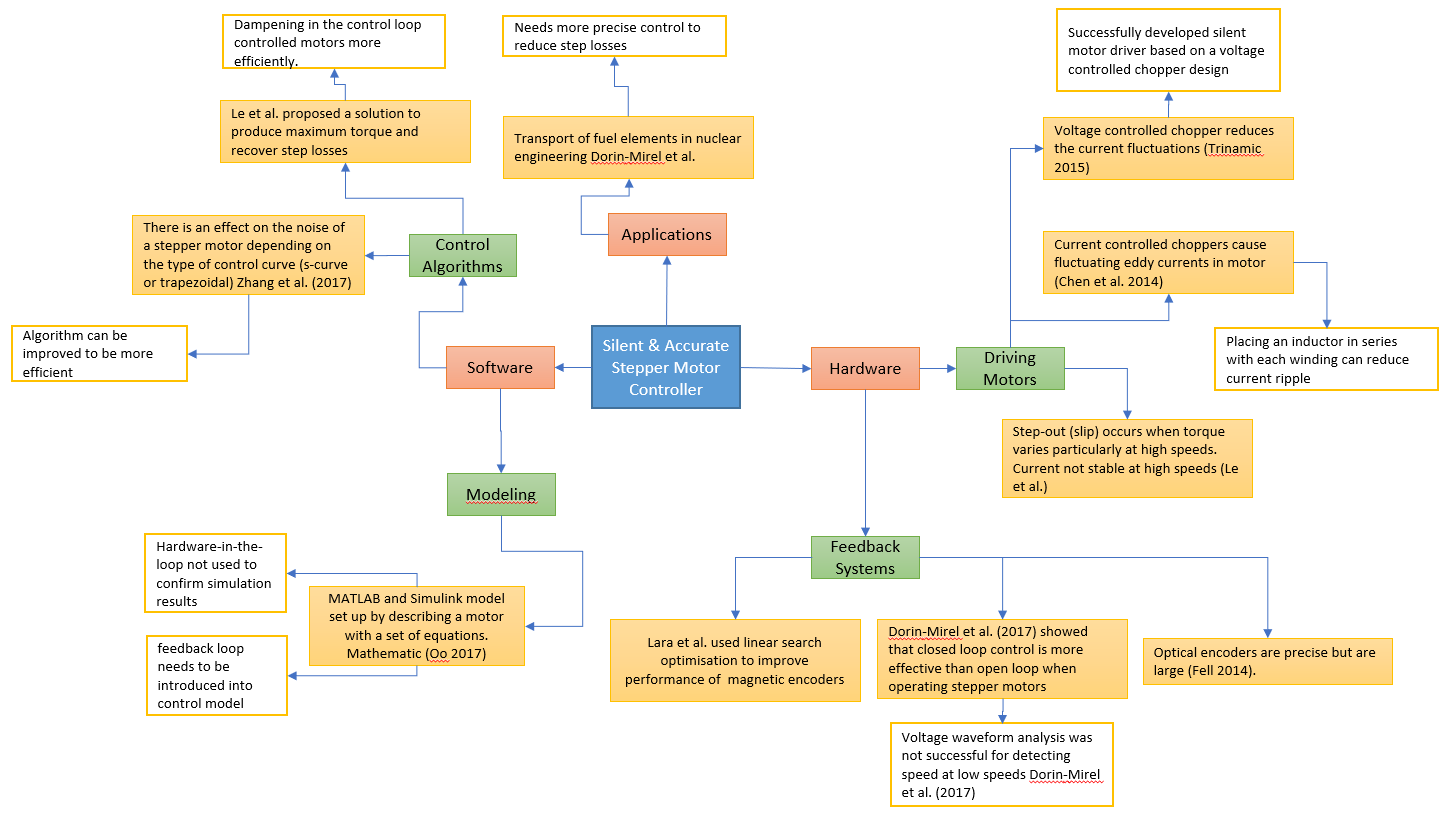 Dampening in the control loop
controlled motors more
efficiently.
Needs more precise control to
reduce step losses
Successfully developed silent
motor driver based on a voltage
controlled chopper design
Le et al. proposed a solution to
produce maximum torque and
recover step losses
Transport of fuel elements in nuclear
engineering Dorin-Mirel et al.
Voltage controlled chopper reduces
the current fluctuations (Trinamic
2015)
There is an effect on the noise of
a stepper motor depending on
the type of control curve (s-curve
or trapezoidal) Zhang et al. (2017)
Control
Algorithms
Applications
Current controlled choppers cause
fluctuating eddy currents in motor
(Chen et al. 2014)
Algorithm can be
improved to be more
efficient
Software
Silent & Accurate
Stepper Motor
Controller
Hardware
Driving
Motors
Placing an inductor in series
with each winding can reduce
current ripple
Step-out (slip) occurs when torque
varies particularly at high speeds.
Current not stable at high speeds (Le
et al.)
Modeling
Hardware-in-the-
loop not used to
confirm simulation
results
Feedback
Systems
MATLAB and Simulink model
set up by describing a motor
with a set of equations.
Mathematic (Oo 2017)
feedback loop
needs to be
introduced into
control model
Lara et al. used linear search
optimisation to improve
performance of  magnetic encoders
Dorin-Mirel et al. (2017) showed
that closed loop control is more
effective than open loop when
operating stepper motors
Optical encoders are precise but are
large (Fell 2014).
Voltage waveform analysis was
not successful for detecting
speed at low speeds Dorin-Mirel
et al. (2017)